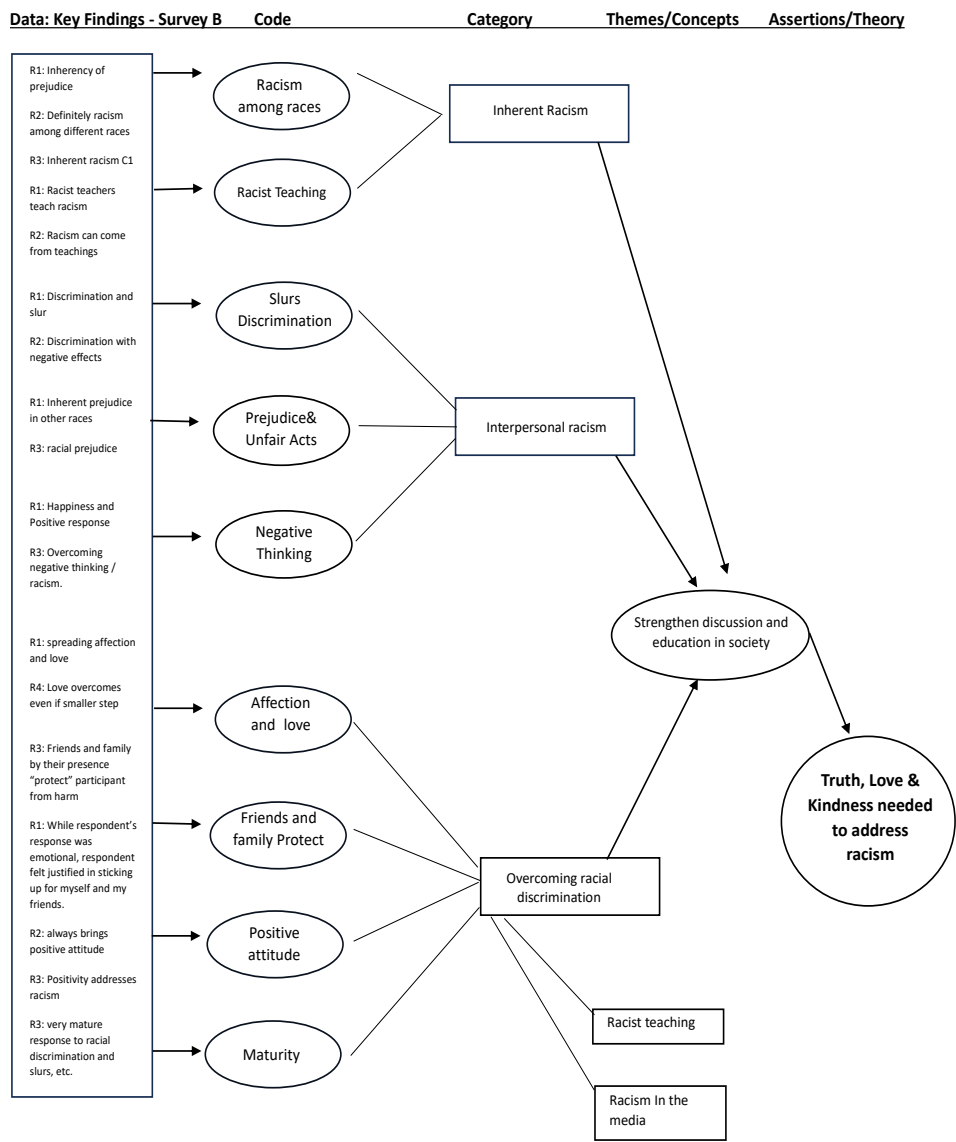 Data: Key Findings - Survey B Code Category Themes/Concepts Assertions/Theory
R1: Inherency of
prejudice
R2: Definitely racism
among different races
R3: Inherent racism C1
R1: Racist teachers
teach racism
R2: Racism can come
from teachings
R1: Discrimination and
slur
R2: Discrimination with
negative effects
R1: Inherent prejudice
in other races
R3: racial prejudice
R1: Happiness and
Positive response
R3: Overcoming
negative thinking /
racism.
R1: spreading affection
and love
R4: Love overcomes
even if smaller step
R3: Friends and family
by their presence
“protect” participant
from harm
R1: While respondent’s
response was
emotional, respondent
felt justified in sticking
up for myself and my
friends.
R2: always brings
positive attitude
R3: Positivity addresses
racism
R3: very mature
response to racial
discrimination and
slurs, etc.
Racism
among races
Racist Teaching
Slurs
Discrimination
Prejudice&
Unfair Acts
Negative
Thinking
Affection
and love
Friends and
family Protect
Positive
attitude
Maturity
Inherent Racism
Interpersonal racism
Overcoming racial
discrimination
Racist teaching
Racism In the
media
Strengthen discussion and
education in society
Truth, Love &
Kindness needed
to address
racism